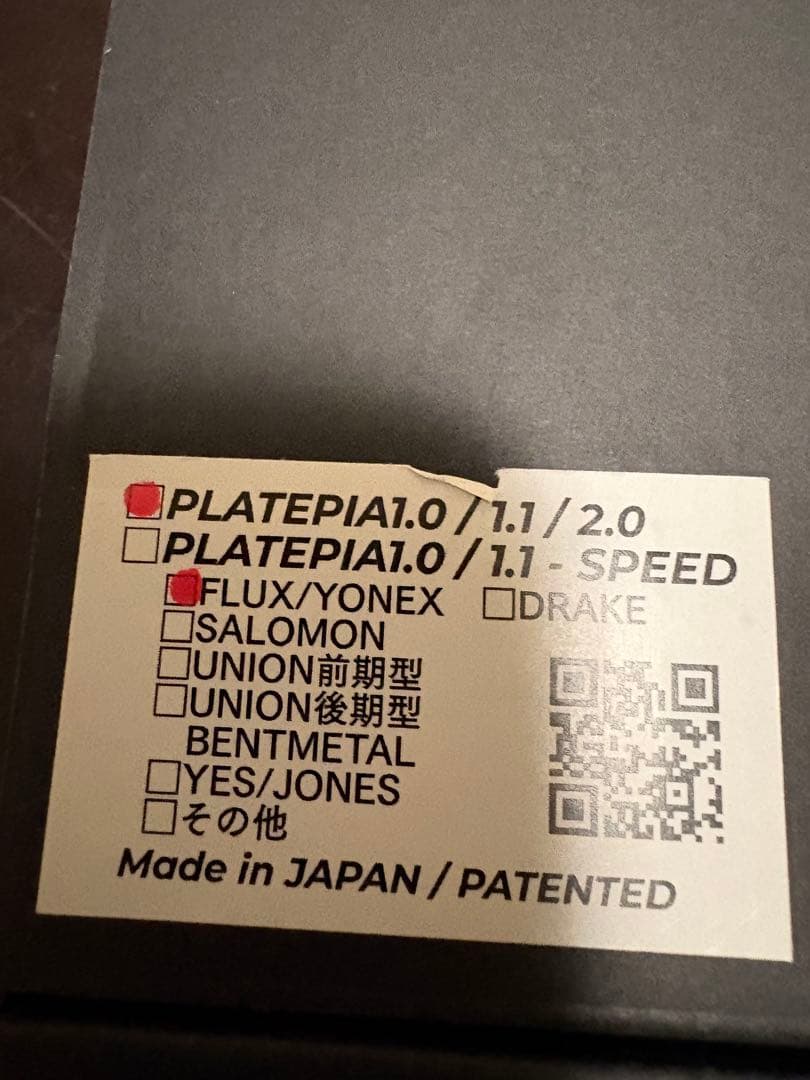 PLATEPIA1.0 / 1.1 / 2.0
PLATEPIA1.0 / 1.1 - SPEED
FLUX/YONEX □DRAKE
□SALOMON
□UNION前期型
□UNION後期型
BENTMETAL
□YES/JONES
□その他
Made in JAPAN / PATENTED